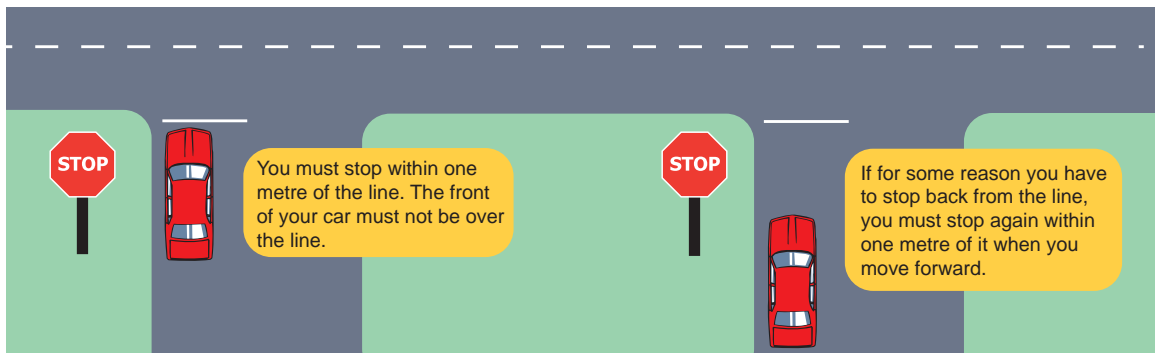 STOP
You must stop within one
metre of the line. The front
of your car must not be over
the line.
STOP
If for some reason you have
to stop back from the line,
you must stop again within
one metre of it when you
move forward.